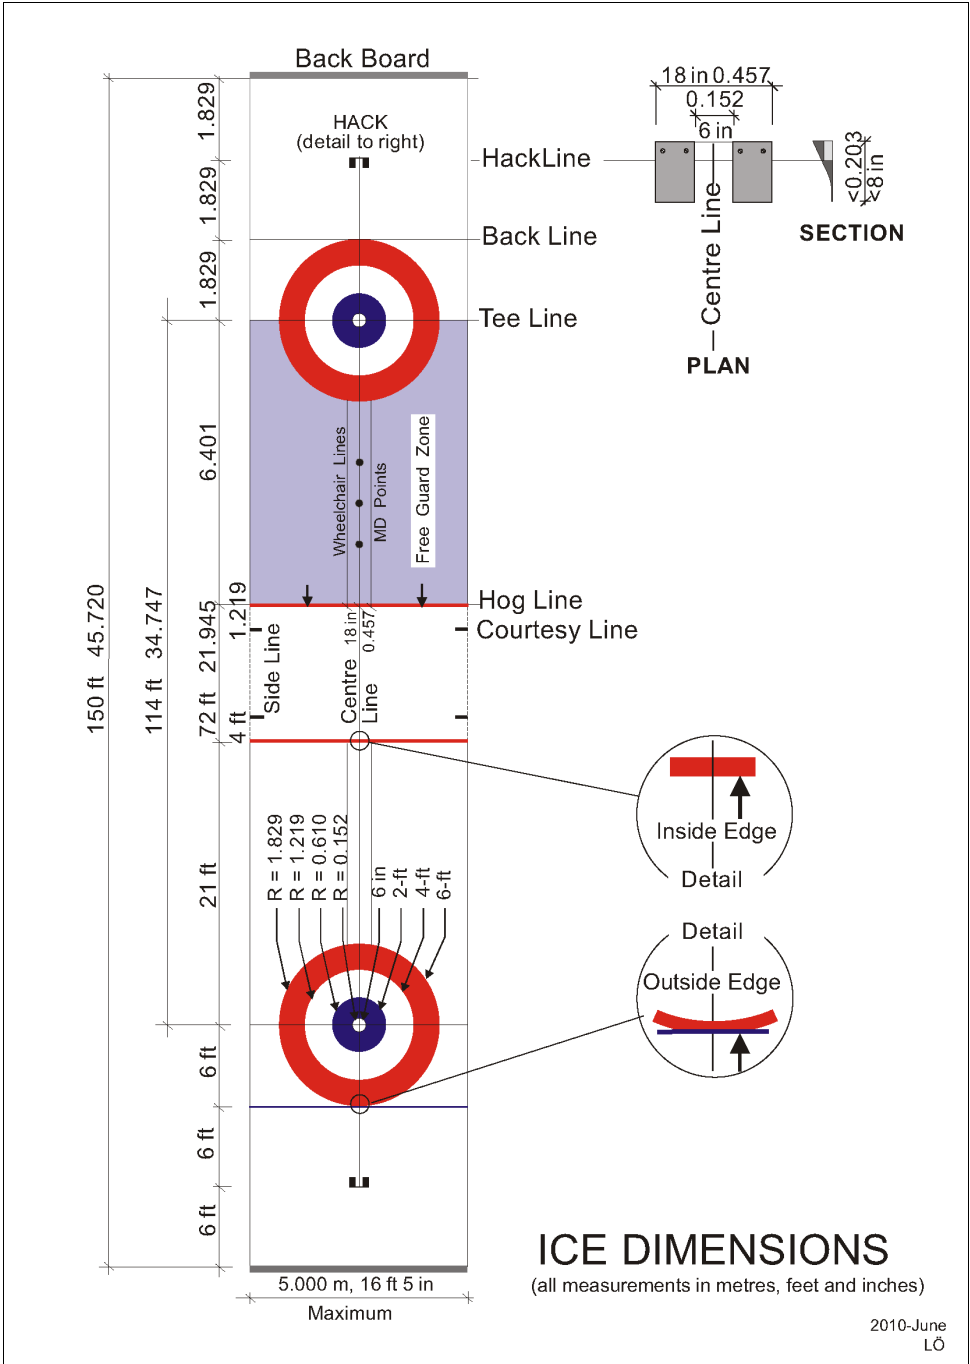 Back Board
18 in 0.457
0.152
6 in
HACK
(detail to right)
HackLine
Back Line
Tee Line
Centre Line
PLAN
<0.203
<8 in
SECTION
1.829
1.829
1.829
6.401
Wheelchair Lines
MD Points
Free Guard Zone
Hog Line
Courtesy Line
150 ft 45.720
114 ft 34.747
72 ft 21.945
4 ft 1.219
Side Line
Centre
Line
18 in
0.457
Inside Edge
Detail
21 ft
R = 1.829
R = 1.219
R = 0.610
R = 0.152
6 in
2-ft
4-ft
6-ft
Detail
Outside Edge
6 ft
6 ft
6 ft
5.000 m, 16 ft 5 in
Maximum
ICE DIMENSIONS
(all measurements in metres, feet and inches)
2010-June
LÖ